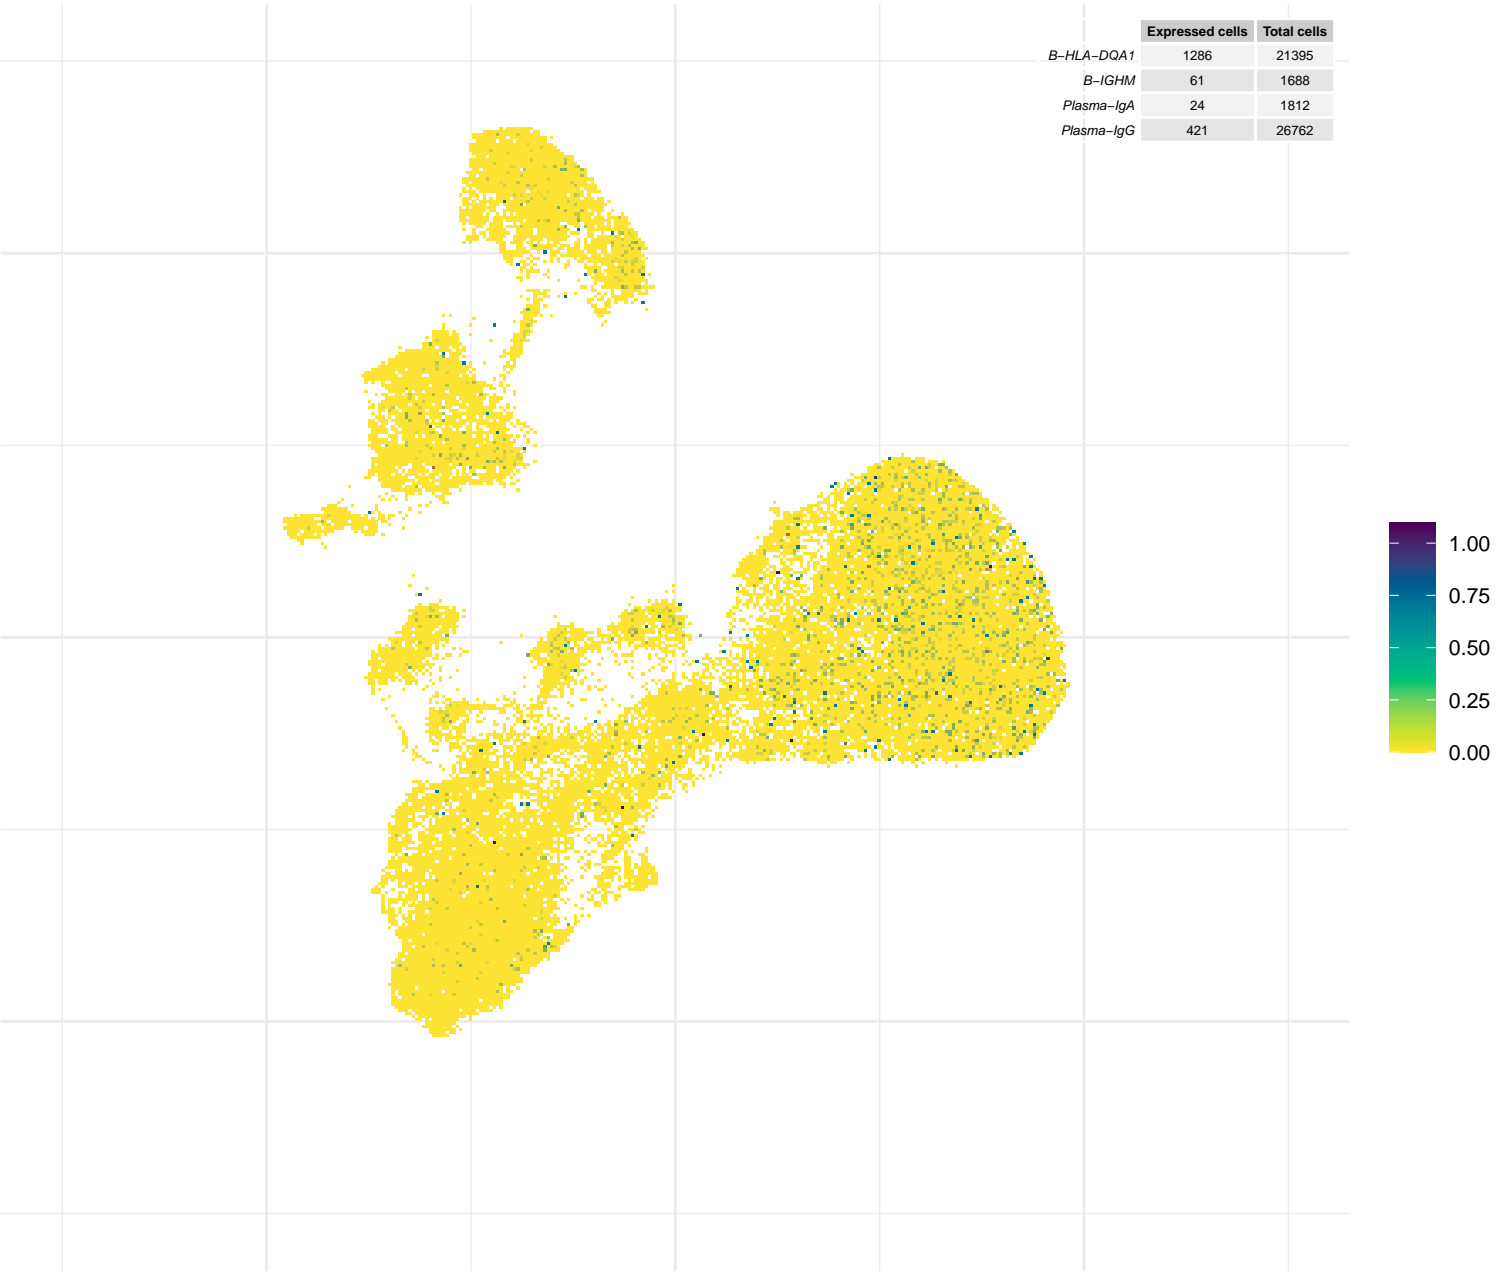 Expressed cells Total cells
B−HLA−DQA1 1286 21395
B−IGHM 61 1688
Plasma−IgA 24 1812
Plasma−IgG 421 26762
1.00
0.75
0.50
0.25
0.00